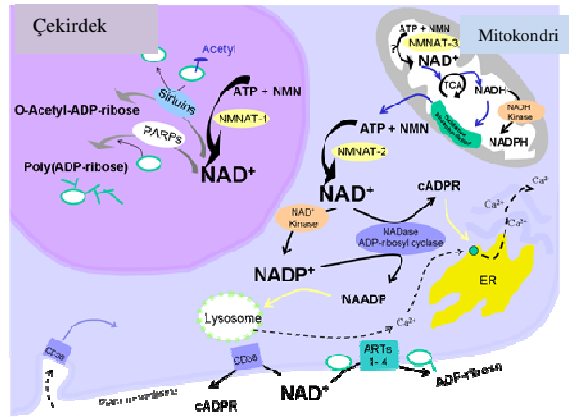 Çekirdek
Acetyl
Sirtuins
O-Acetyl-ADP-ribose
PARPs
Poly(ADP-ribose)
ATP + NMN
NMNAT-1
NAD⁺
Mitokondri
ATP + NMN
NMNAT-3
NAD⁺
TCA
NADH
NADH
Kinase
NADPH
ATP + NMN
NMNAT-2
NAD⁺
NAD⁺
Kinase
cADPR
NADase
ADP-ribosyl cyclase
NADP⁺
NAADP
Ca²⁺
Ca²⁺
Ca²⁺
ER
Ca²⁺
Lysosome
CD38
CD38
ARTs
1- 4
cADPR
NAD⁺
ADP-ribose